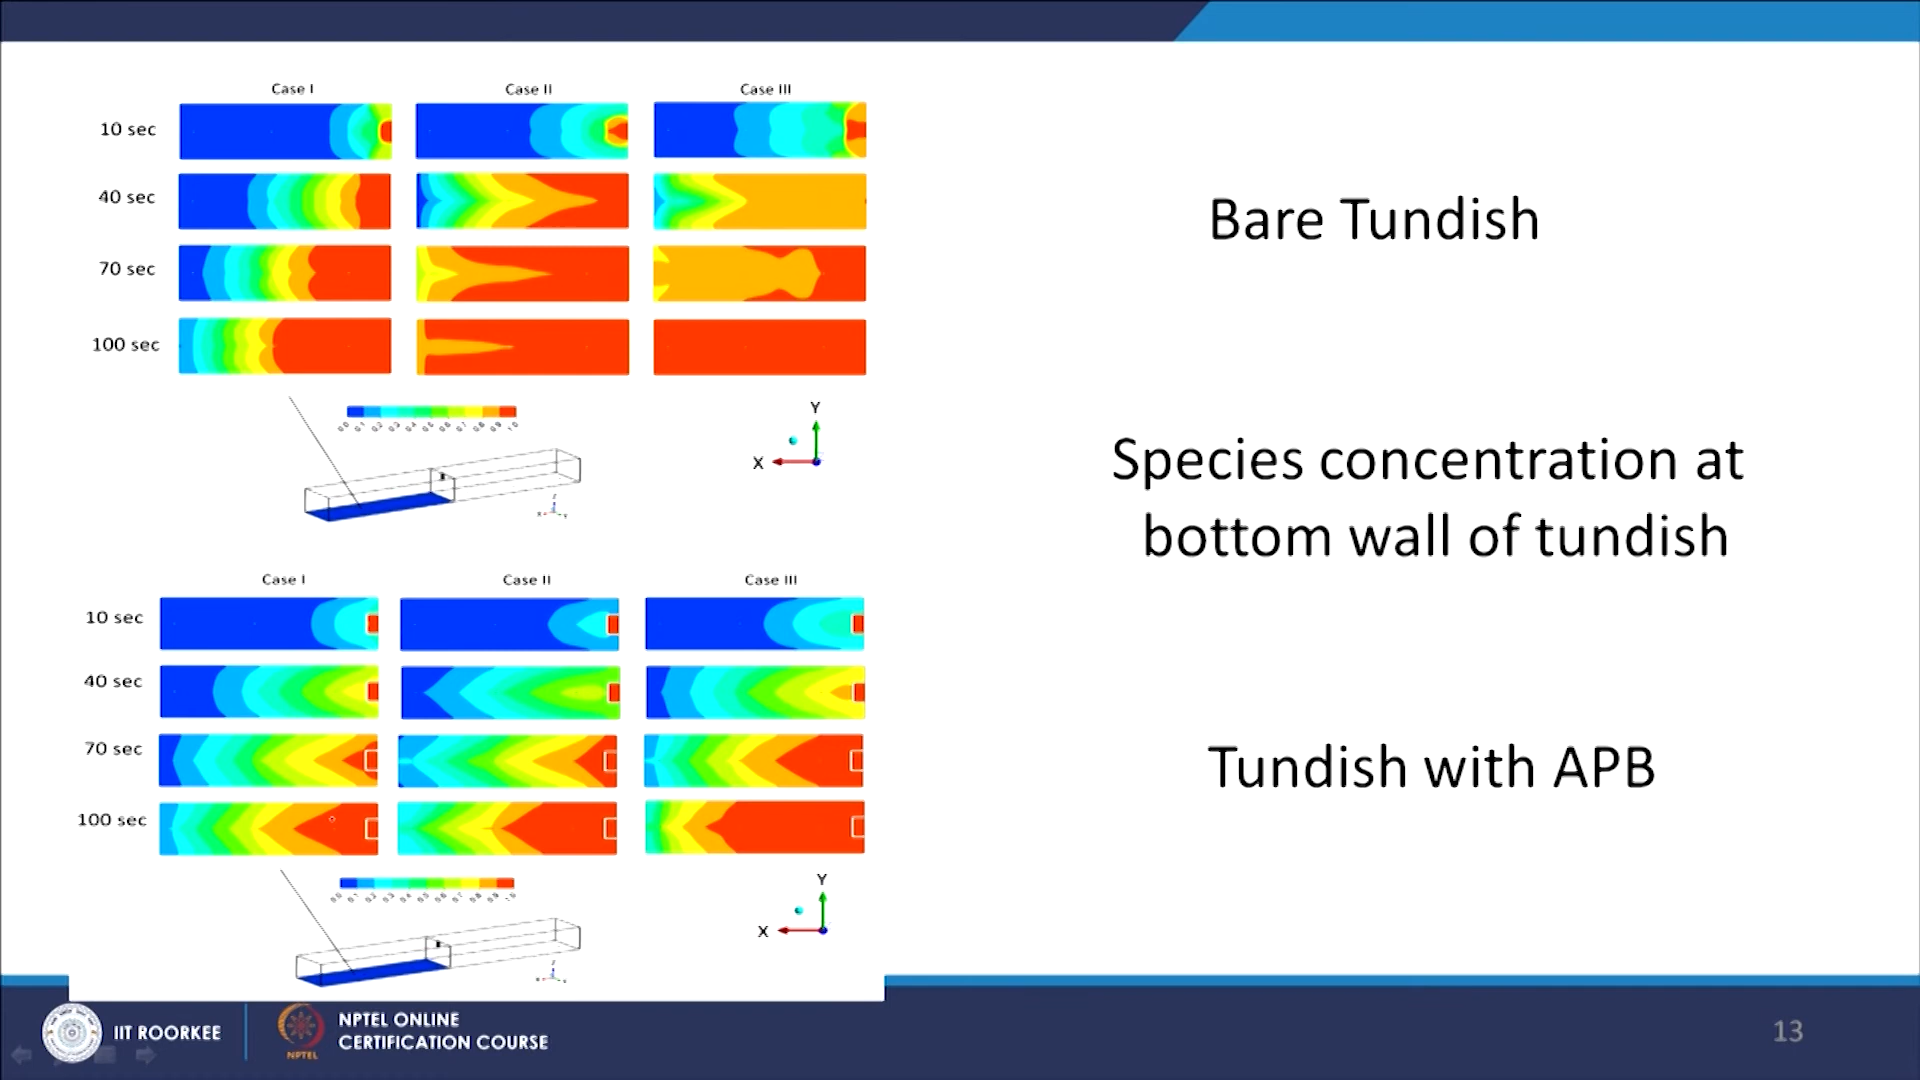 Case I Case II Case III
10 sec
40 sec
70 sec
100 sec
Bare Tundish
Y
X
Species concentration at
bottom wall of tundish
Case I Case II Case III
10 sec
40 sec
70 sec
100 sec
Tundish with APB
Y
X
IIT ROORKEE
NPTEL
NPTEL ONLINE
CERTIFICATION COURSE
13